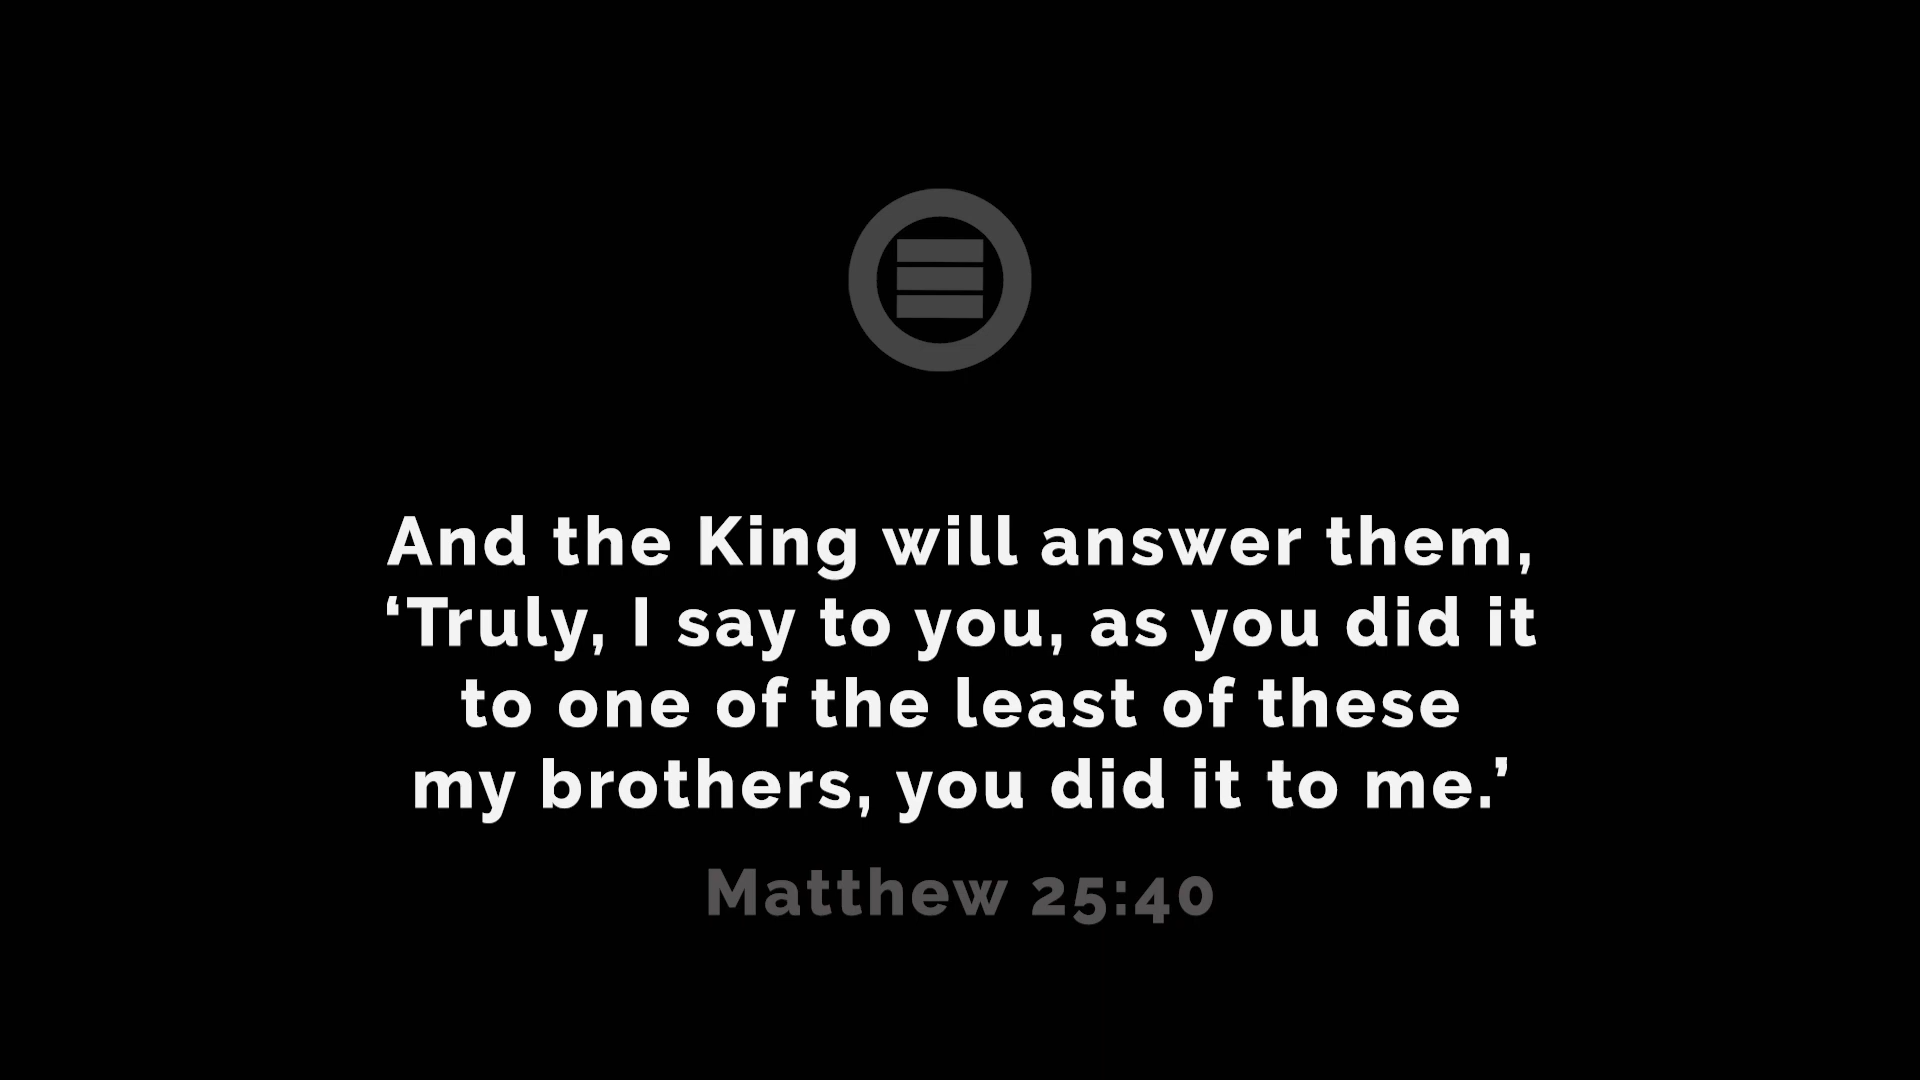 And the King will answer them,
‘Truly, I say to you, as you did it
to one of the least of these
my brothers, you did it to me.’
Matthew 25:40